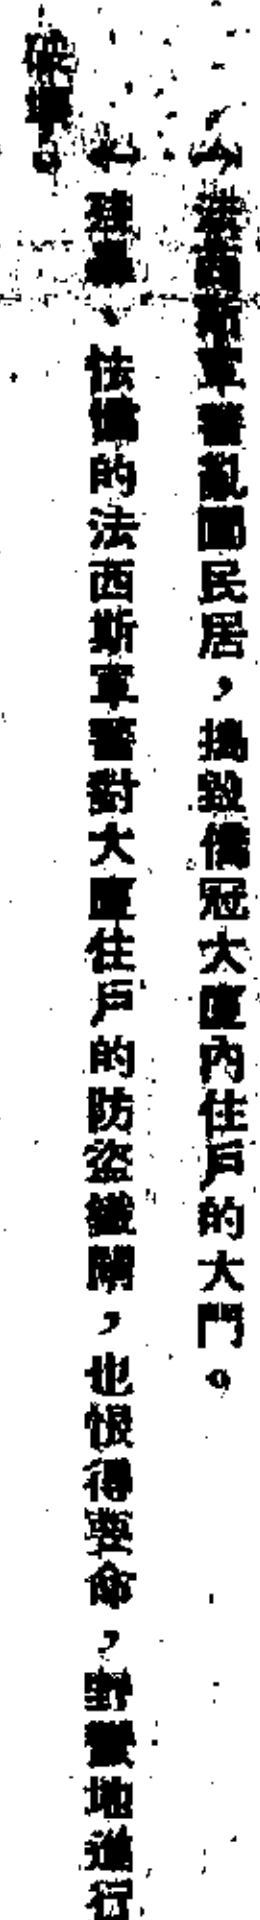 (↑)法西斯軍警亂闖民居，搗毀僑冠大廈內住戶的大門。
(↓)殘暴、怯懦的法西斯軍警對大廈住戶的防盜鐵閘，也恨得要命，野蠻地進行
破壞。